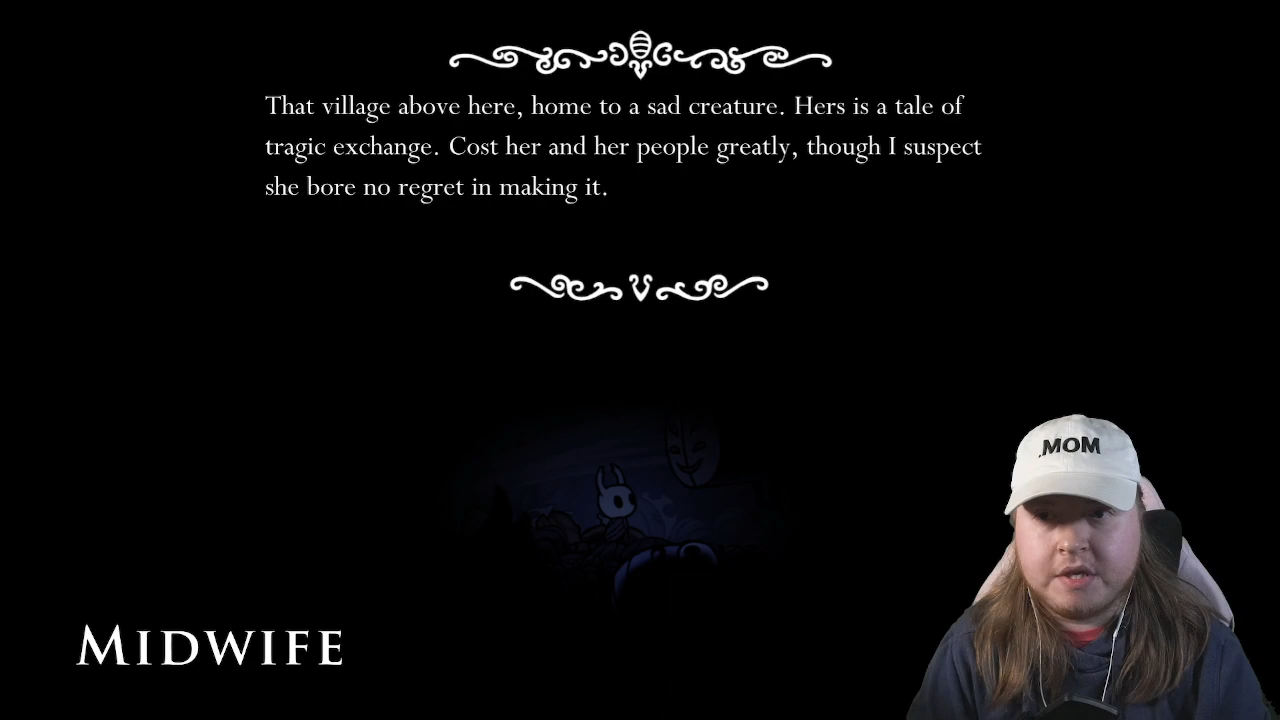 That village above here, home to a sad creature. Hers is a tale of
tragic exchange. Cost her and her people greatly, though I suspect
she bore no regret in making it.
.MOM
MIDWIFE